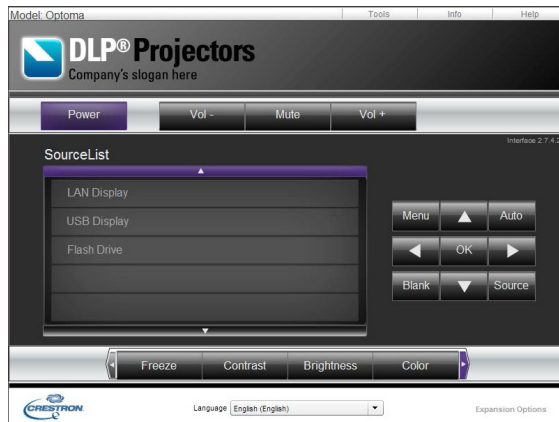 Model: Optoma
Tools Info Help
DLP® Projectors
Company's slogan here
Power Vol - Mute Vol +
Interface 2.7.4.2
SourceList
LAN Display
USB Display
Flash Drive
Menu Auto
OK
Blank Source
Freeze Contrast Brightness Color
CRESTRON
Language English (English)
Expansion Options